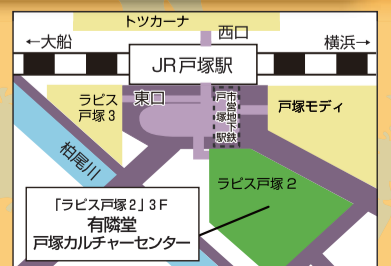 トツカーナ
西口
←大船
横浜→
JR戸塚駅
東口
市営地下鉄
戸塚駅
ラピス
戸塚3
戸塚モディ
柏尾川
ラピス戸塚2
「ラピス戸塚2」3F
有隣堂
戸塚カルチャーセンター